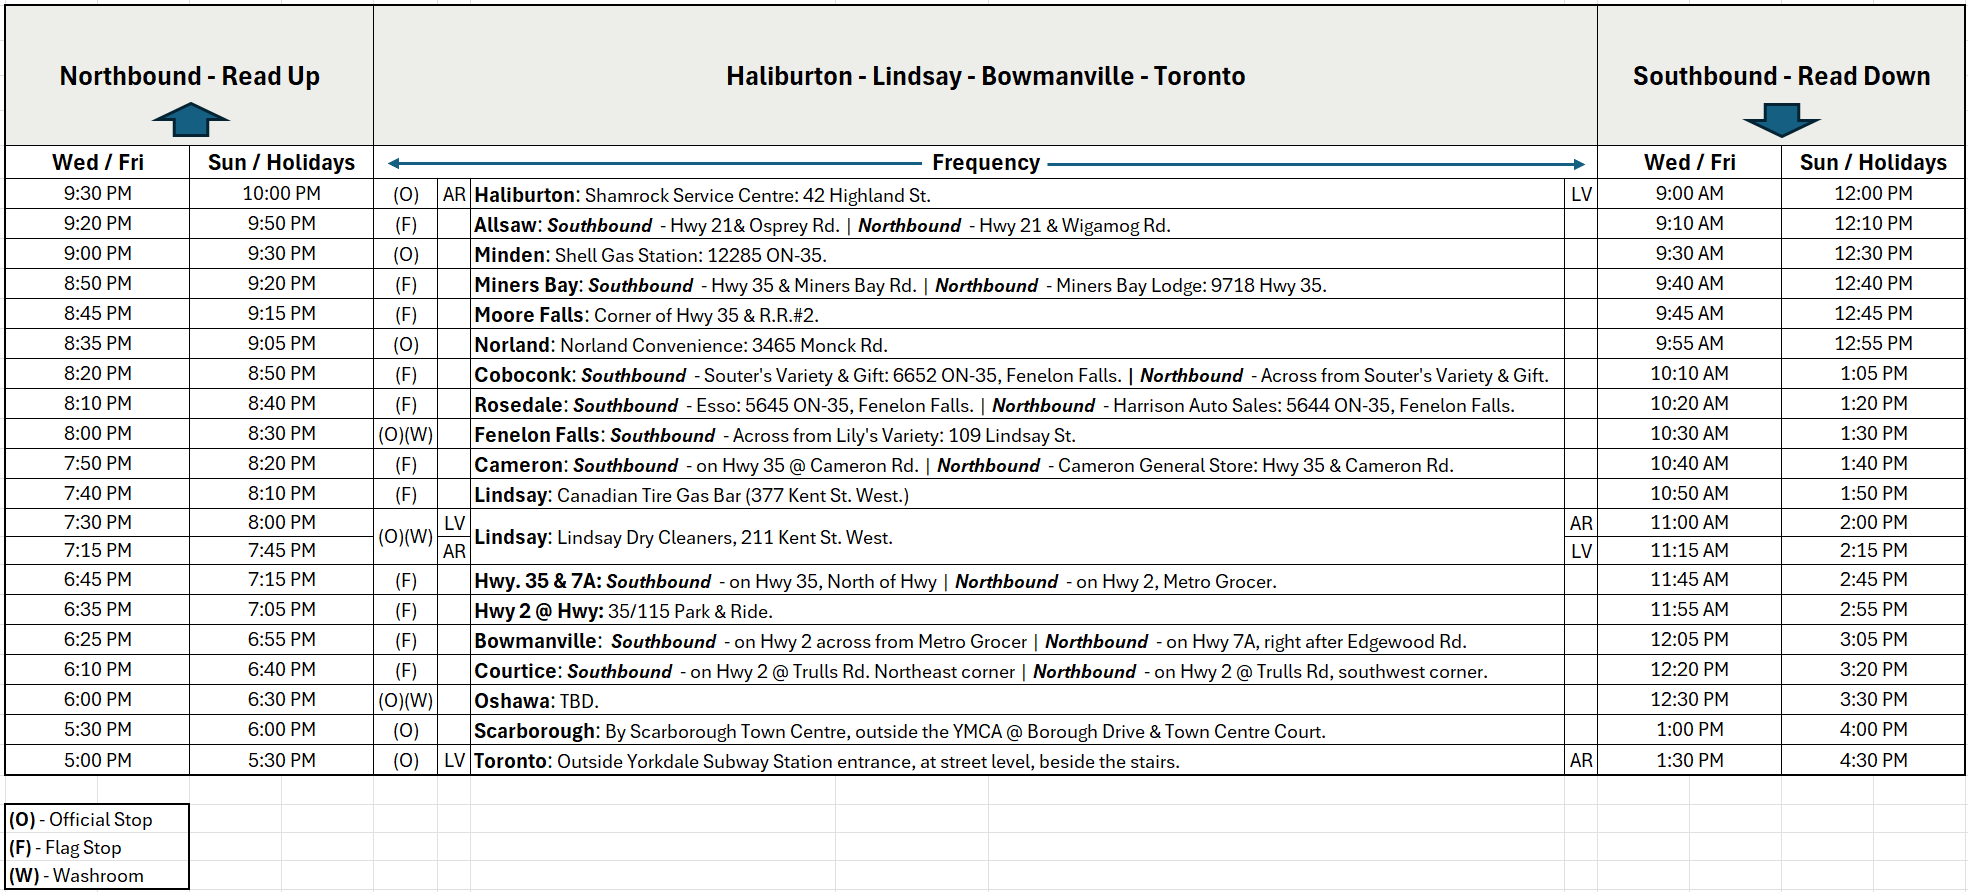 Northbound - Read Up Haliburton - Lindsay - Bowmanville - Toronto Southbound - Read Down
Wed / Fri Sun / Holidays Frequency Wed / Fri Sun / Holidays
9:30 PM 10:00 PM (O) AR Haliburton: Shamrock Service Centre: 42 Highland St. LV 9:00 AM 12:00 PM
9:20 PM 9:50 PM (F) Allsaw: Southbound - Hwy 21& Osprey Rd. | Northbound - Hwy 21 & Wigamog Rd. 9:10 AM 12:10 PM
9:00 PM 9:30 PM (O) Minden: Shell Gas Station: 12285 ON-35. 9:30 AM 12:30 PM
8:50 PM 9:20 PM (F) Miners Bay: Southbound - Hwy 35 & Miners Bay Rd. | Northbound - Miners Bay Lodge: 9718 Hwy 35. 9:40 AM 12:40 PM
8:45 PM 9:15 PM (F) Moore Falls: Corner of Hwy 35 & R.R.#2. 9:45 AM 12:45 PM
8:35 PM 9:05 PM (O) Norland: Norland Convenience: 3465 Monck Rd. 9:55 AM 12:55 PM
8:20 PM 8:50 PM (F) Coboconk: Southbound - Souter's Variety & Gift: 6652 ON-35, Fenelon Falls. | Northbound - Across from Souter's Variety & Gift. 10:10 AM 1:05 PM
8:10 PM 8:40 PM (F) Rosedale: Southbound - Esso: 5645 ON-35, Fenelon Falls. | Northbound - Harrison Auto Sales: 5644 ON-35, Fenelon Falls. 10:20 AM 1:20 PM
8:00 PM 8:30 PM (O)(W) Fenelon Falls: Southbound - Across from Lily's Variety: 109 Lindsay St. 10:30 AM 1:30 PM
7:50 PM 8:20 PM (F) Cameron: Southbound - on Hwy 35 @ Cameron Rd. | Northbound - Cameron General Store: Hwy 35 & Cameron Rd. 10:40 AM 1:40 PM
7:40 PM 8:10 PM (F) Lindsay: Canadian Tire Gas Bar (377 Kent St. West.) 10:50 AM 1:50 PM
7:30 PM 8:00 PM LV AR 11:00 AM 2:00 PM
(O)(W) Lindsay: Lindsay Dry Cleaners, 211 Kent St. West.
7:15 PM 7:45 PM AR LV 11:15 AM 2:15 PM
6:45 PM 7:15 PM (F) Hwy. 35 & 7A: Southbound - on Hwy 35, North of Hwy | Northbound - on Hwy 2, Metro Grocer. 11:45 AM 2:45 PM
6:35 PM 7:05 PM (F) Hwy 2 @ Hwy: 35/115 Park & Ride. 11:55 AM 2:55 PM
6:25 PM 6:55 PM (F) Bowmanville: Southbound - on Hwy 2 across from Metro Grocer | Northbound - on Hwy 7A, right after Edgewood Rd. 12:05 PM 3:05 PM
6:10 PM 6:40 PM (F) Courtice: Southbound - on Hwy 2 @ Trulls Rd. Northeast corner | Northbound - on Hwy 2 @ Trulls Rd, southwest corner. 12:20 PM 3:20 PM
6:00 PM 6:30 PM (O)(W) Oshawa: TBD. 12:30 PM 3:30 PM
5:30 PM 6:00 PM (O) Scarborough: By Scarborough Town Centre, outside the YMCA @ Borough Drive & Town Centre Court. 1:00 PM 4:00 PM
5:00 PM 5:30 PM (O) LV Toronto: Outside Yorkdale Subway Station entrance, at street level, beside the stairs. AR 1:30 PM 4:30 PM
(O) - Official Stop
(F) - Flag Stop
(W) - Washroom